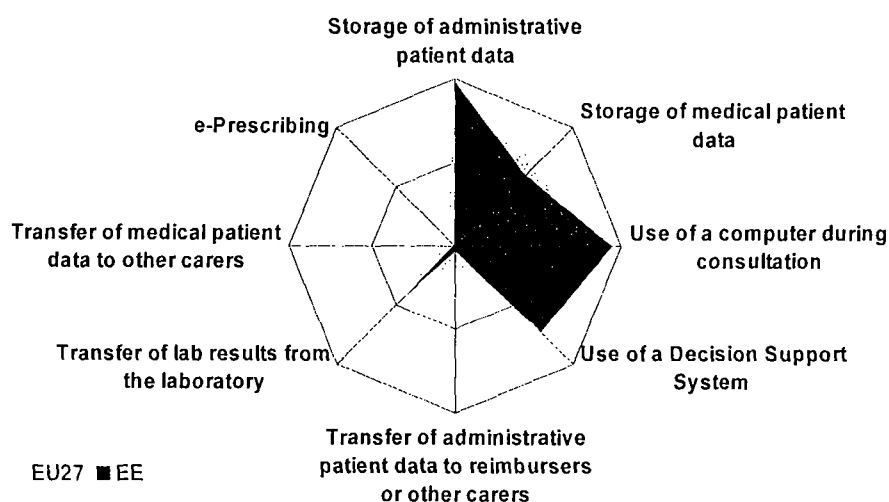 Storage of administrative
patient data
Storage of medical patient
data
e-Prescribing
Transfer of medical patient
data to other carers
Use of a computer during
consultation
Transfer of lab results from
the laboratory
Use of a Decision Support
System
Transfer of administrative
patient data to reimbursers
or other carers
EU27 EE